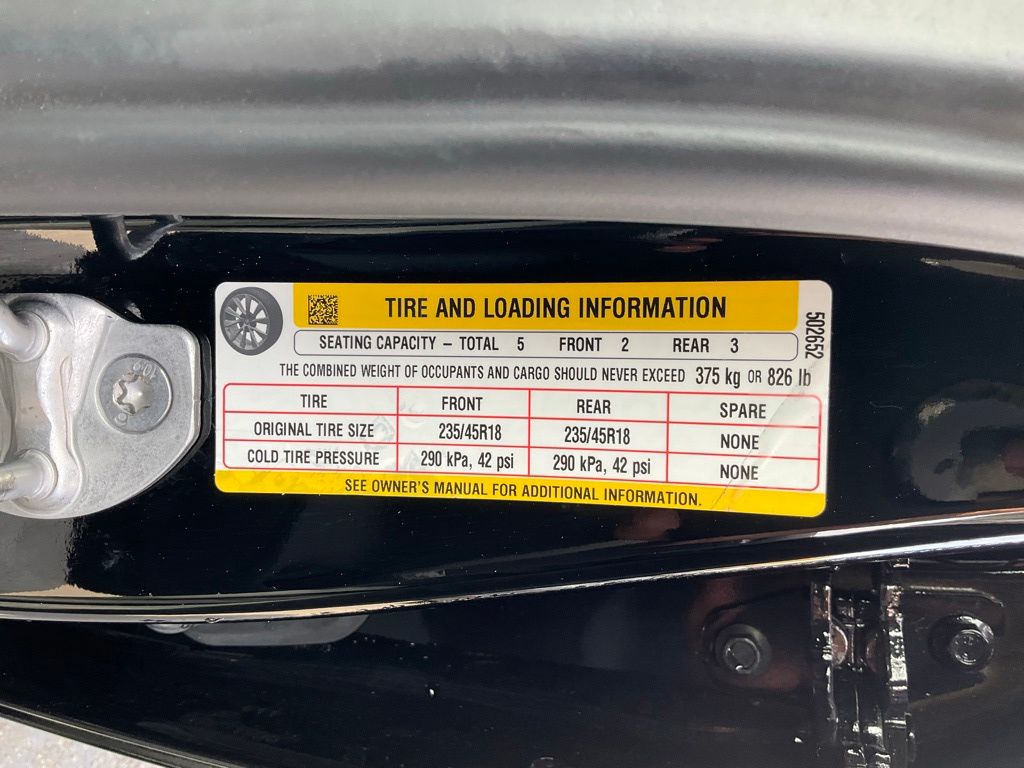 TIRE AND LOADING INFORMATION
SEATING CAPACITY – TOTAL 5 FRONT 2 REAR 3
THE COMBINED WEIGHT OF OCCUPANTS AND CARGO SHOULD NEVER EXCEED 375 kg OR 826 lb
TIRE FRONT REAR SPARE
ORIGINAL TIRE SIZE 235/45R18 235/45R18 NONE
COLD TIRE PRESSURE 290 kPa, 42 psi 290 kPa, 42 psi NONE
SEE OWNER'S MANUAL FOR ADDITIONAL INFORMATION.
502652